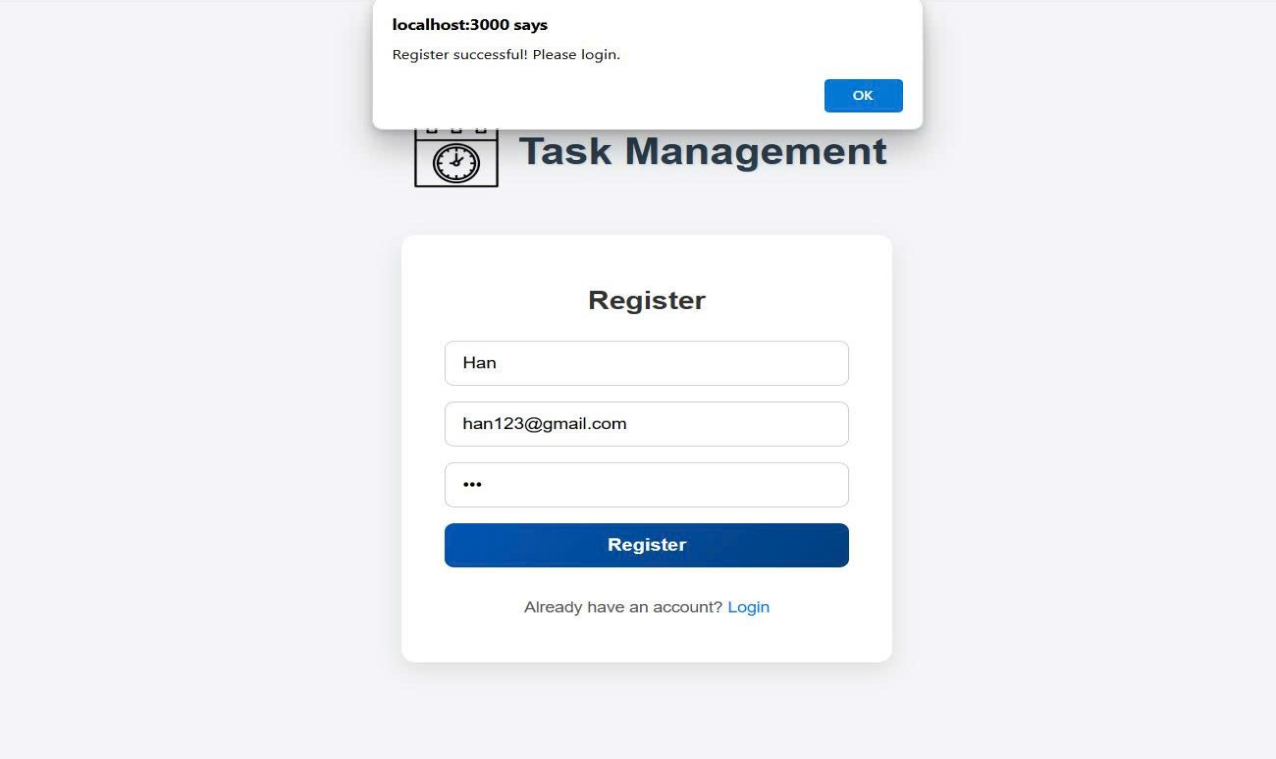 localhost:3000 says
Register successful! Please login.
OK
Task Management
Register
Han
han123@gmail.com
•••
Register
Already have an account? Login